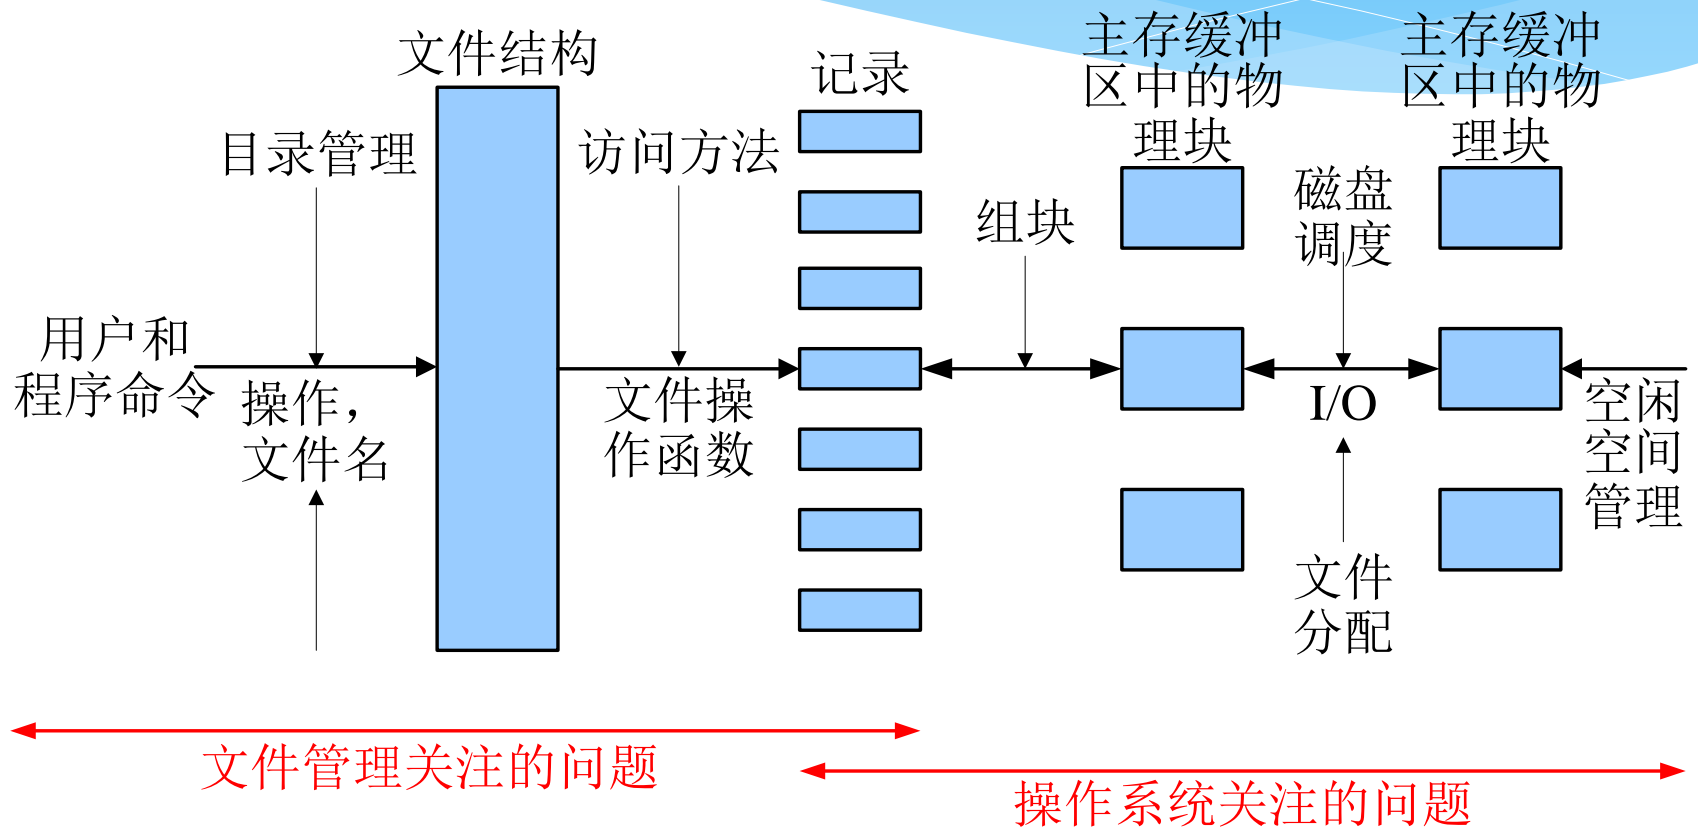 文件结构
记录
主存缓冲
区中的物
理块
主存缓冲
区中的物
理块
目录管理
访问方法
组块
磁盘
调度
用户和
程序命令
操作，
文件名
文件操
作函数
I/O
空闲
空间
管理
文件
分配
文件管理关注的问题
操作系统关注的问题